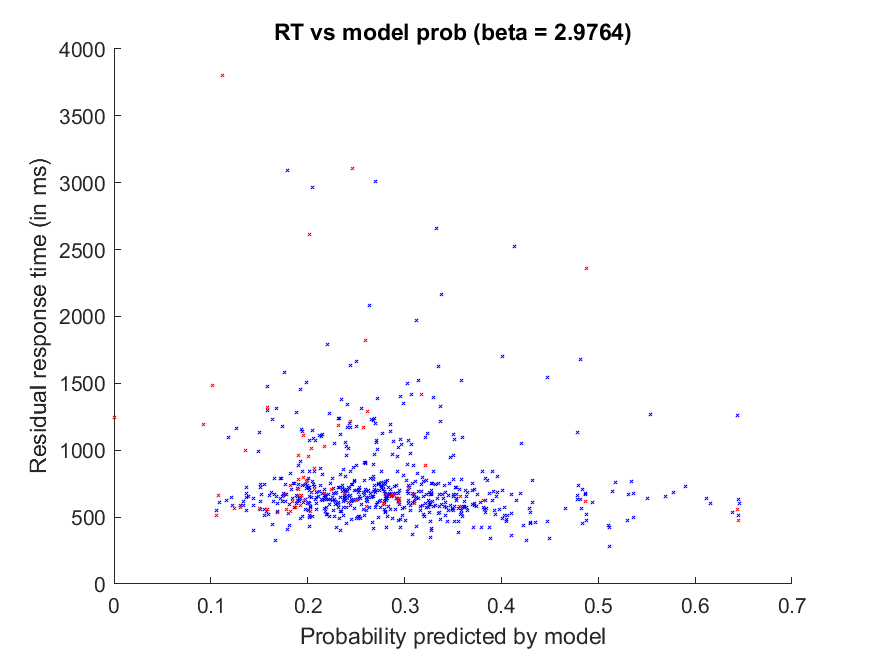 RT vs model prob (beta = 2.9764)
4000
3500
3000
2500
2000
1500
1000
500
0
Residual response time (in ms)
0 0.1 0.2 0.3 0.4 0.5 0.6 0.7
Probability predicted by model